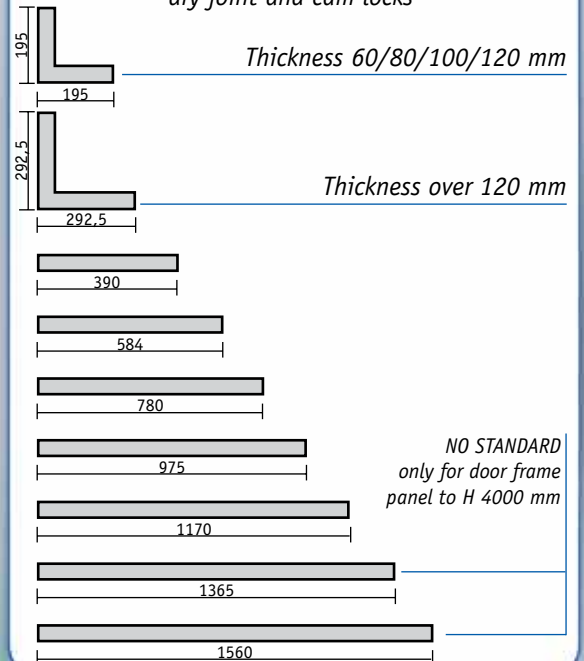 dry joint and cam locks
195
Thickness 60/80/100/120 mm
195
292,5
Thickness over 120 mm
292,5
390
584
780
975
NO STANDARD
only for door frame
panel to H 4000 mm
1170
1365
1560